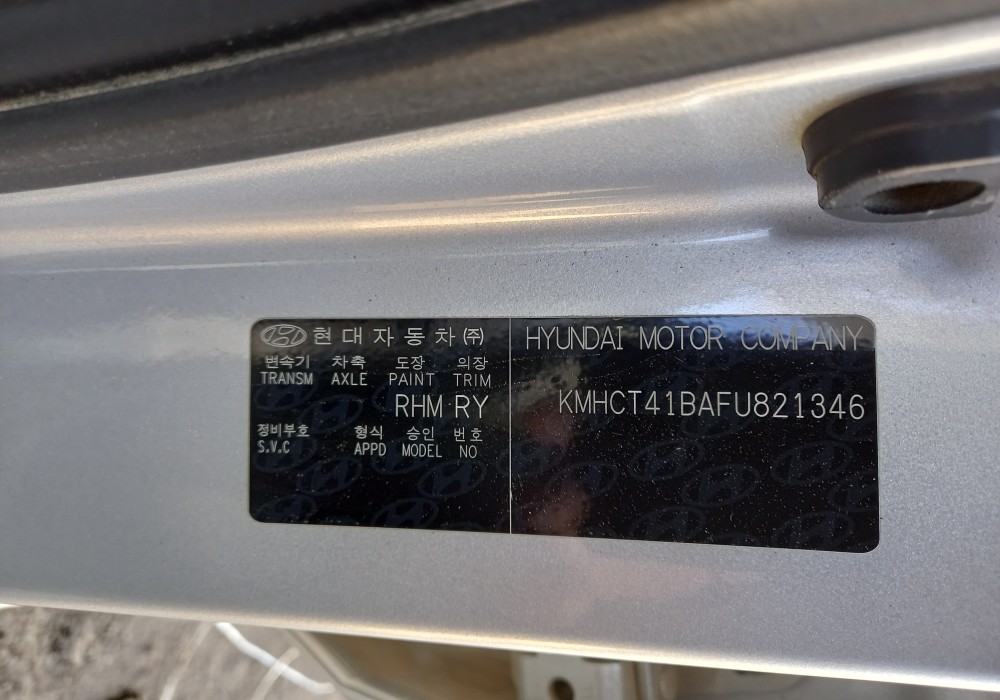 현대자동차㈜
변속기 차축 도장 의장
TRANSM AXLE PAINT TRIM
RHM RY
정비부호 형식 승인 번호
S.V.C APPD MODEL NO
HYUNDAI MOTOR COMPANY
KMHCT41BAFU821346